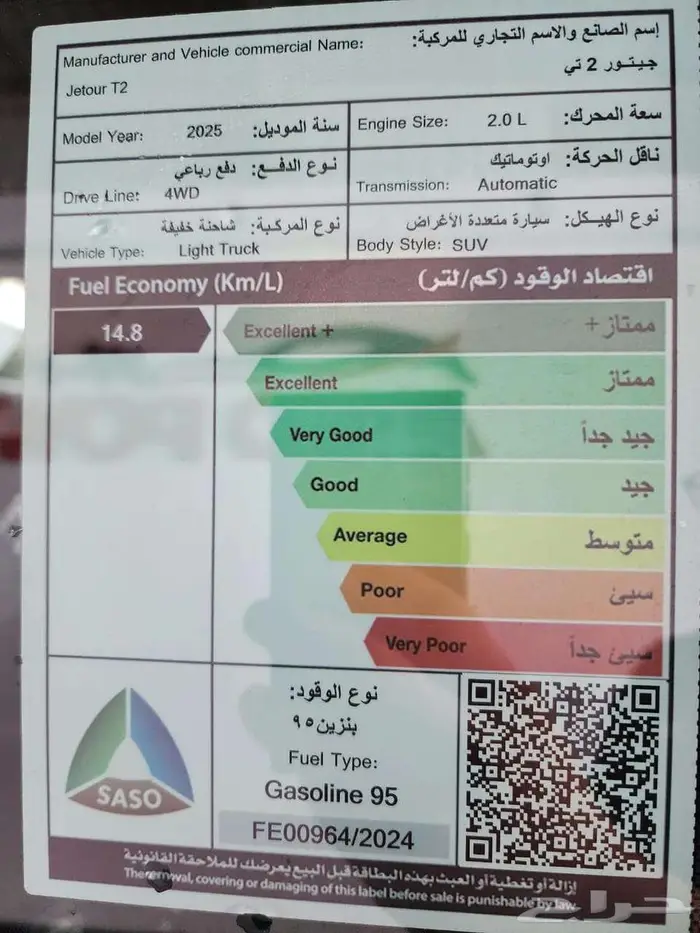 إسم الصانع والاسم التجاري للمركبة:
Manufacturer and Vehicle commercial Name:
جيتور 2 تي
Jetour T2
Model Year: 2025 سنة الموديل:
Engine Size: 2.0 L سعة المحرك:
نوع الدفع: دفع رباعي
Drive Line: 4WD
ناقل الحركة: اوتوماتيك
Transmission: Automatic
نوع المركبة: شاحنة خفيفة
Vehicle Type: Light Truck
نوع الهيكل: سيارة متعددة الأغراض
Body Style: SUV
Fuel Economy (Km/L) اقتصاد الوقود (كم/لتر)
14.8
Excellent + ممتاز+
Excellent ممتاز
Very Good جيد جداً
Good جيد
Average متوسط
Poor سيئ
Very Poor سيئ جداً
SASO
نوع الوقود:
بنزين ٩٥
Fuel Type:
Gasoline 95
FE00964/2024
إزالة أو تغطية أو العبث بهذه البطاقة قبل البيع يعرضك للملاحقة القانونية
The removal, covering or damaging of this label before sale is punishable by law
حراج